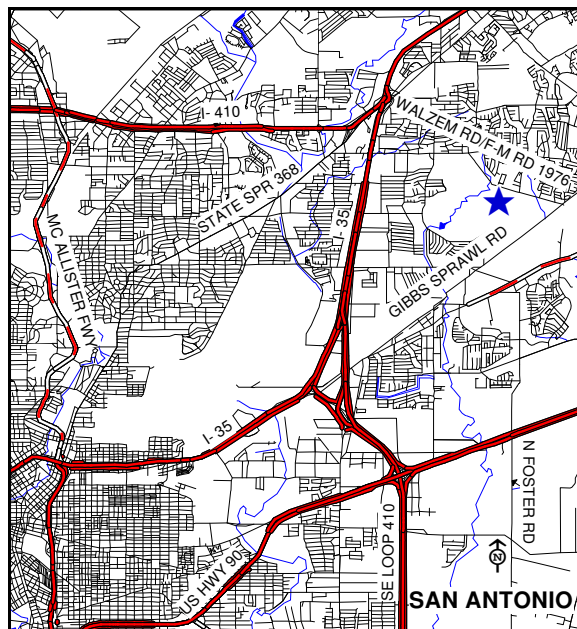 I- 410
WALZEM RD/F-M RD 1976
STATE SPR 368
I- 35
MC ALLISTER FWY
GIBBS SPRAWL RD
I- 35
N FOSTER RD
SE LOOP 410
US HWY 90
N
SAN ANTONIO